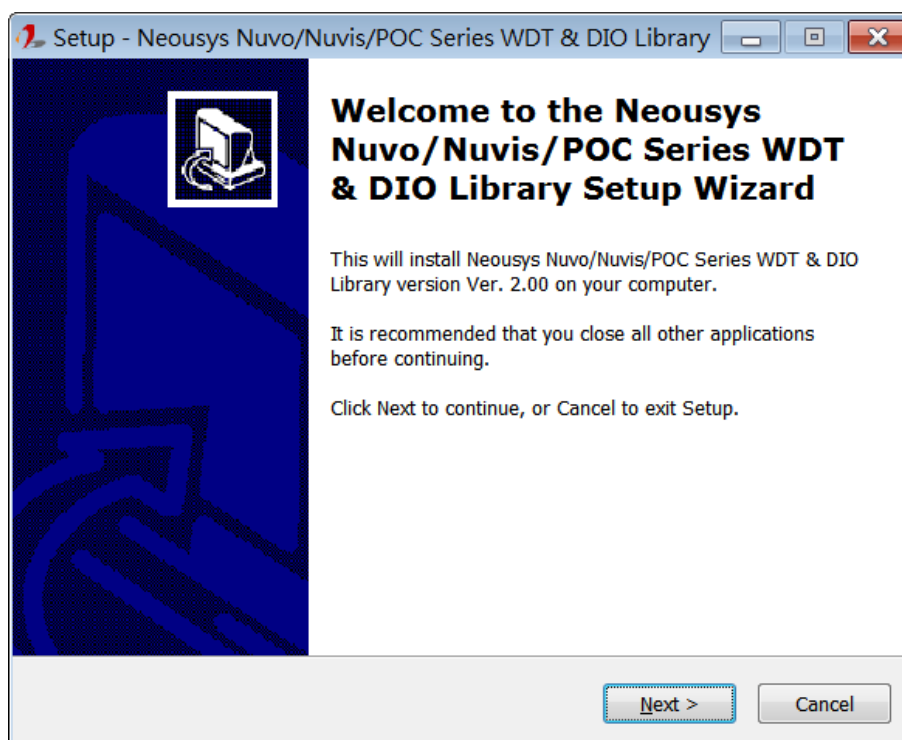 Setup - Neousys Nuvo/Nuvis/POC Series WDT & DIO Library
Welcome to the Neousys
Nuvo/Nuvis/POC Series WDT
& DIO Library Setup Wizard
This will install Neousys Nuvo/Nuvis/POC Series WDT & DIO
Library version Ver. 2.00 on your computer.
It is recommended that you close all other applications
before continuing.
Click Next to continue, or Cancel to exit Setup.
Next >
Cancel